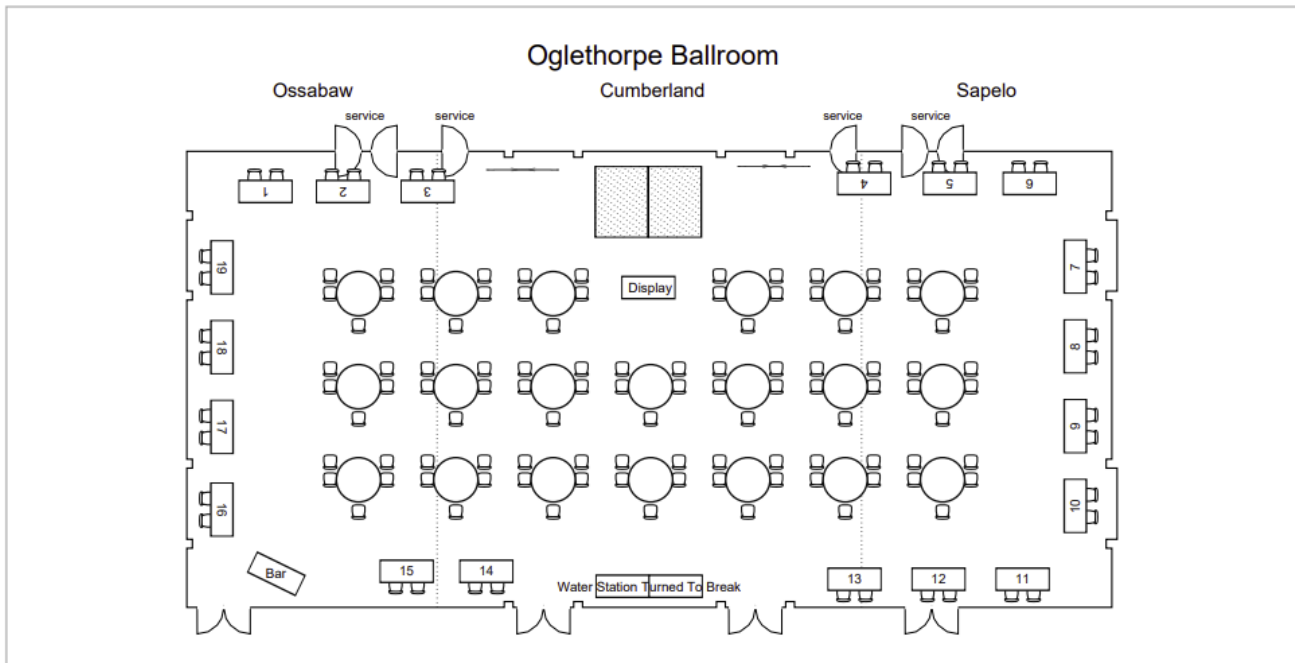 Oglethorpe Ballroom
Ossabaw
Cumberland
Sapelo
service
service
service
service
1
2
3
4
5
6
19
7
18
8
17
9
16
10
Display
Bar
15
14
Water Station Turned To Break
13
12
11